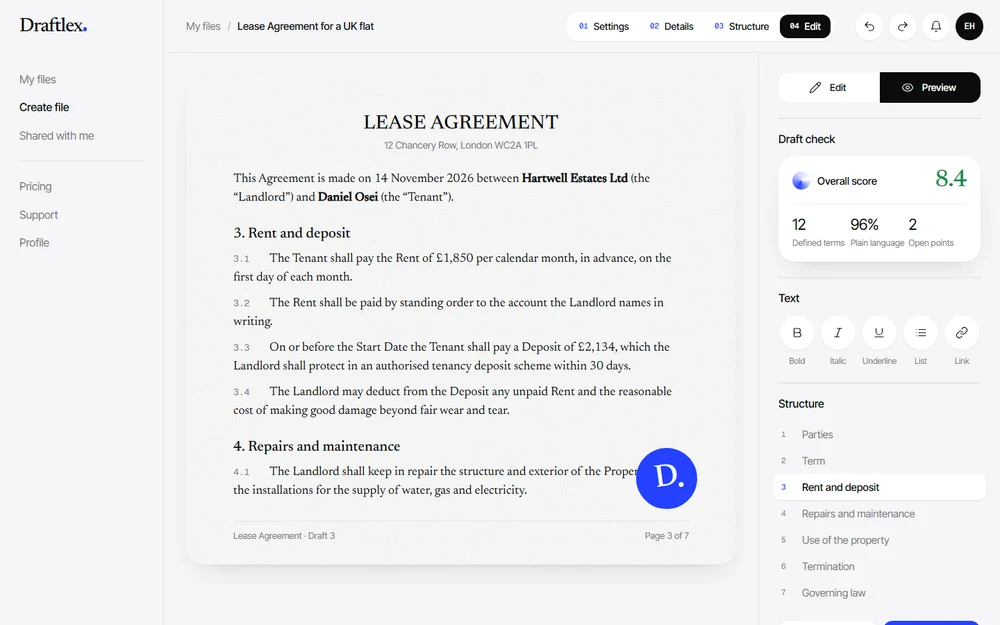 Draftlex.
My files / Lease Agreement for a UK flat
01 Settings 02 Details 03 Structure 04 Edit
EH
My files
Create file
Shared with me
Pricing
Support
Profile
LEASE AGREEMENT
12 Chancery Row, London WC2A 1PL
This Agreement is made on 14 November 2026 between Hartwell Estates Ltd (the
“Landlord”) and Daniel Osei (the “Tenant”).
3. Rent and deposit
3.1 The Tenant shall pay the Rent of £1,850 per calendar month, in advance, on the
first day of each month.
3.2 The Rent shall be paid by standing order to the account the Landlord names in
writing.
3.3 On or before the Start Date the Tenant shall pay a Deposit of £2,134, which the
Landlord shall protect in an authorised tenancy deposit scheme within 30 days.
3.4 The Landlord may deduct from the Deposit any unpaid Rent and the reasonable
cost of making good damage beyond fair wear and tear.
4. Repairs and maintenance
4.1 The Landlord shall keep in repair the structure and exterior of the
the installations for the supply of water, gas and electricity.
D.
Lease Agreement · Draft 3
Page 3 of 7
Edit
Preview
Draft check
Overall score 8.4
12 96% 2
Defined terms Plain language Open points
Text
B I U
Bold Italic Underline List Link
Structure
1 Parties
2 Term
3 Rent and deposit
4 Repairs and maintenance
5 Use of the property
6 Termination
7 Governing law